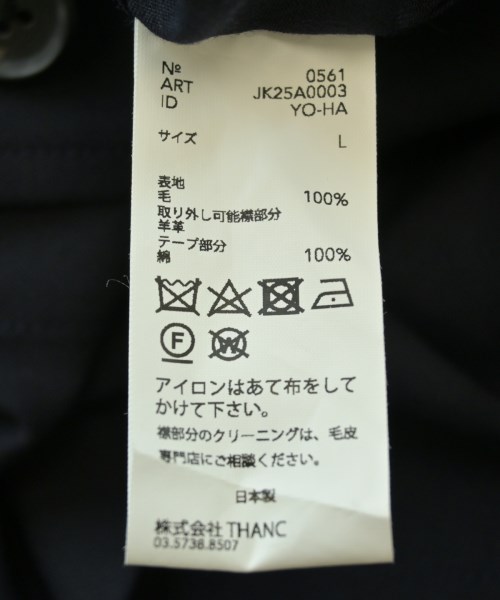 № 0561
ART JK25A0003
ID YO-HA
サイズ L
表地
毛 100%
取り外し可能襟部分
羊革
テープ部分
綿 100%
F W
アイロンはあて布をして
かけて下さい。
襟部分のクリーニングは、毛皮
専門店にご相談ください。
日本製
株式会社 THANC
03.5738.8507